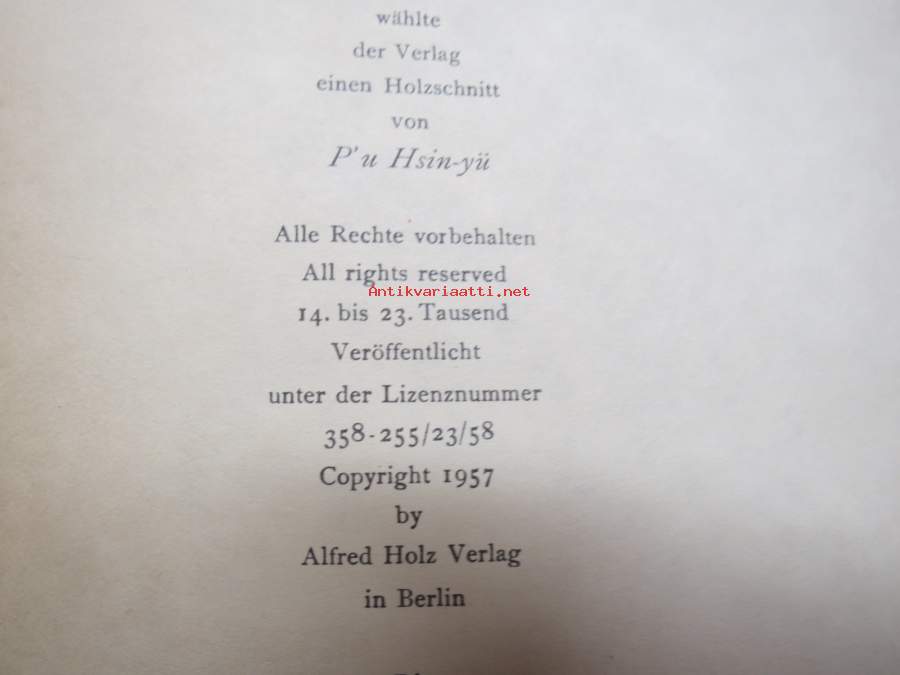 wählte
der Verlag
einen Holzschnitt
von
P'u Hsin-yü
Alle Rechte vorbehalten
All rights reserved
Antikvariaatti.net
14. bis 23. Tausend
Veröffentlicht
unter der Lizenznummer
358-255/23/58
Copyright 1957
by
Alfred Holz Verlag
in Berlin